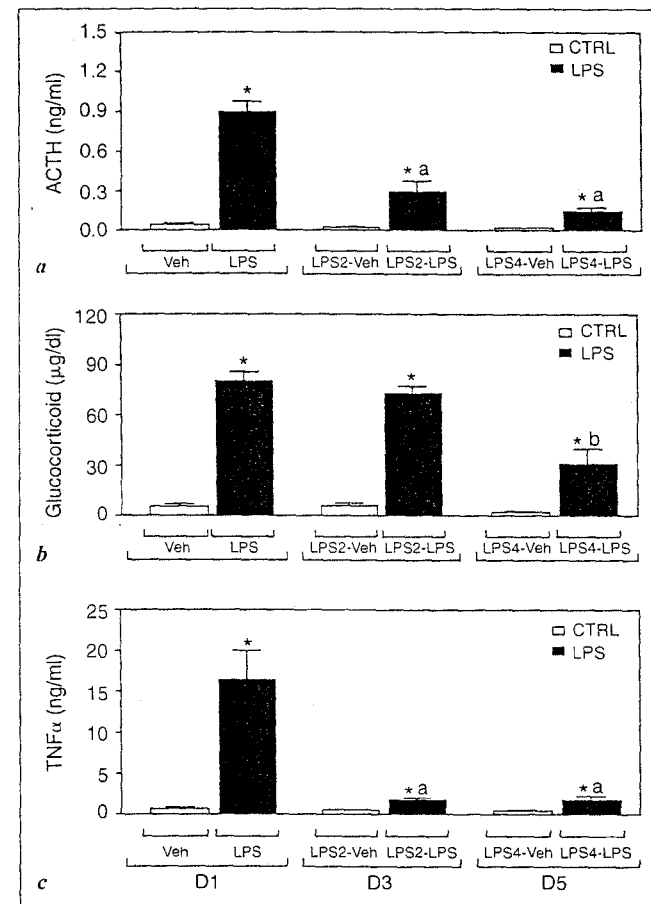 1.5
CTRL
LPS
1.2
0.9
0.6
0.3
0.0
ACTH (ng/ml)
*
* a
* a
Veh LPS LPS2-Veh LPS2-LPS LPS4-Veh LPS4-LPS
a
120
CTRL
LPS
90
60
30
0
Glucocorticoid (µg/dl)
*
*
* b
Veh LPS LPS2-Veh LPS2-LPS LPS4-Veh LPS4-LPS
b
25
CTRL
LPS
20
15
10
5
0
TNFα (ng/ml)
*
* a
* a
Veh LPS LPS2-Veh LPS2-LPS LPS4-Veh LPS4-LPS
c D1 D3 D5